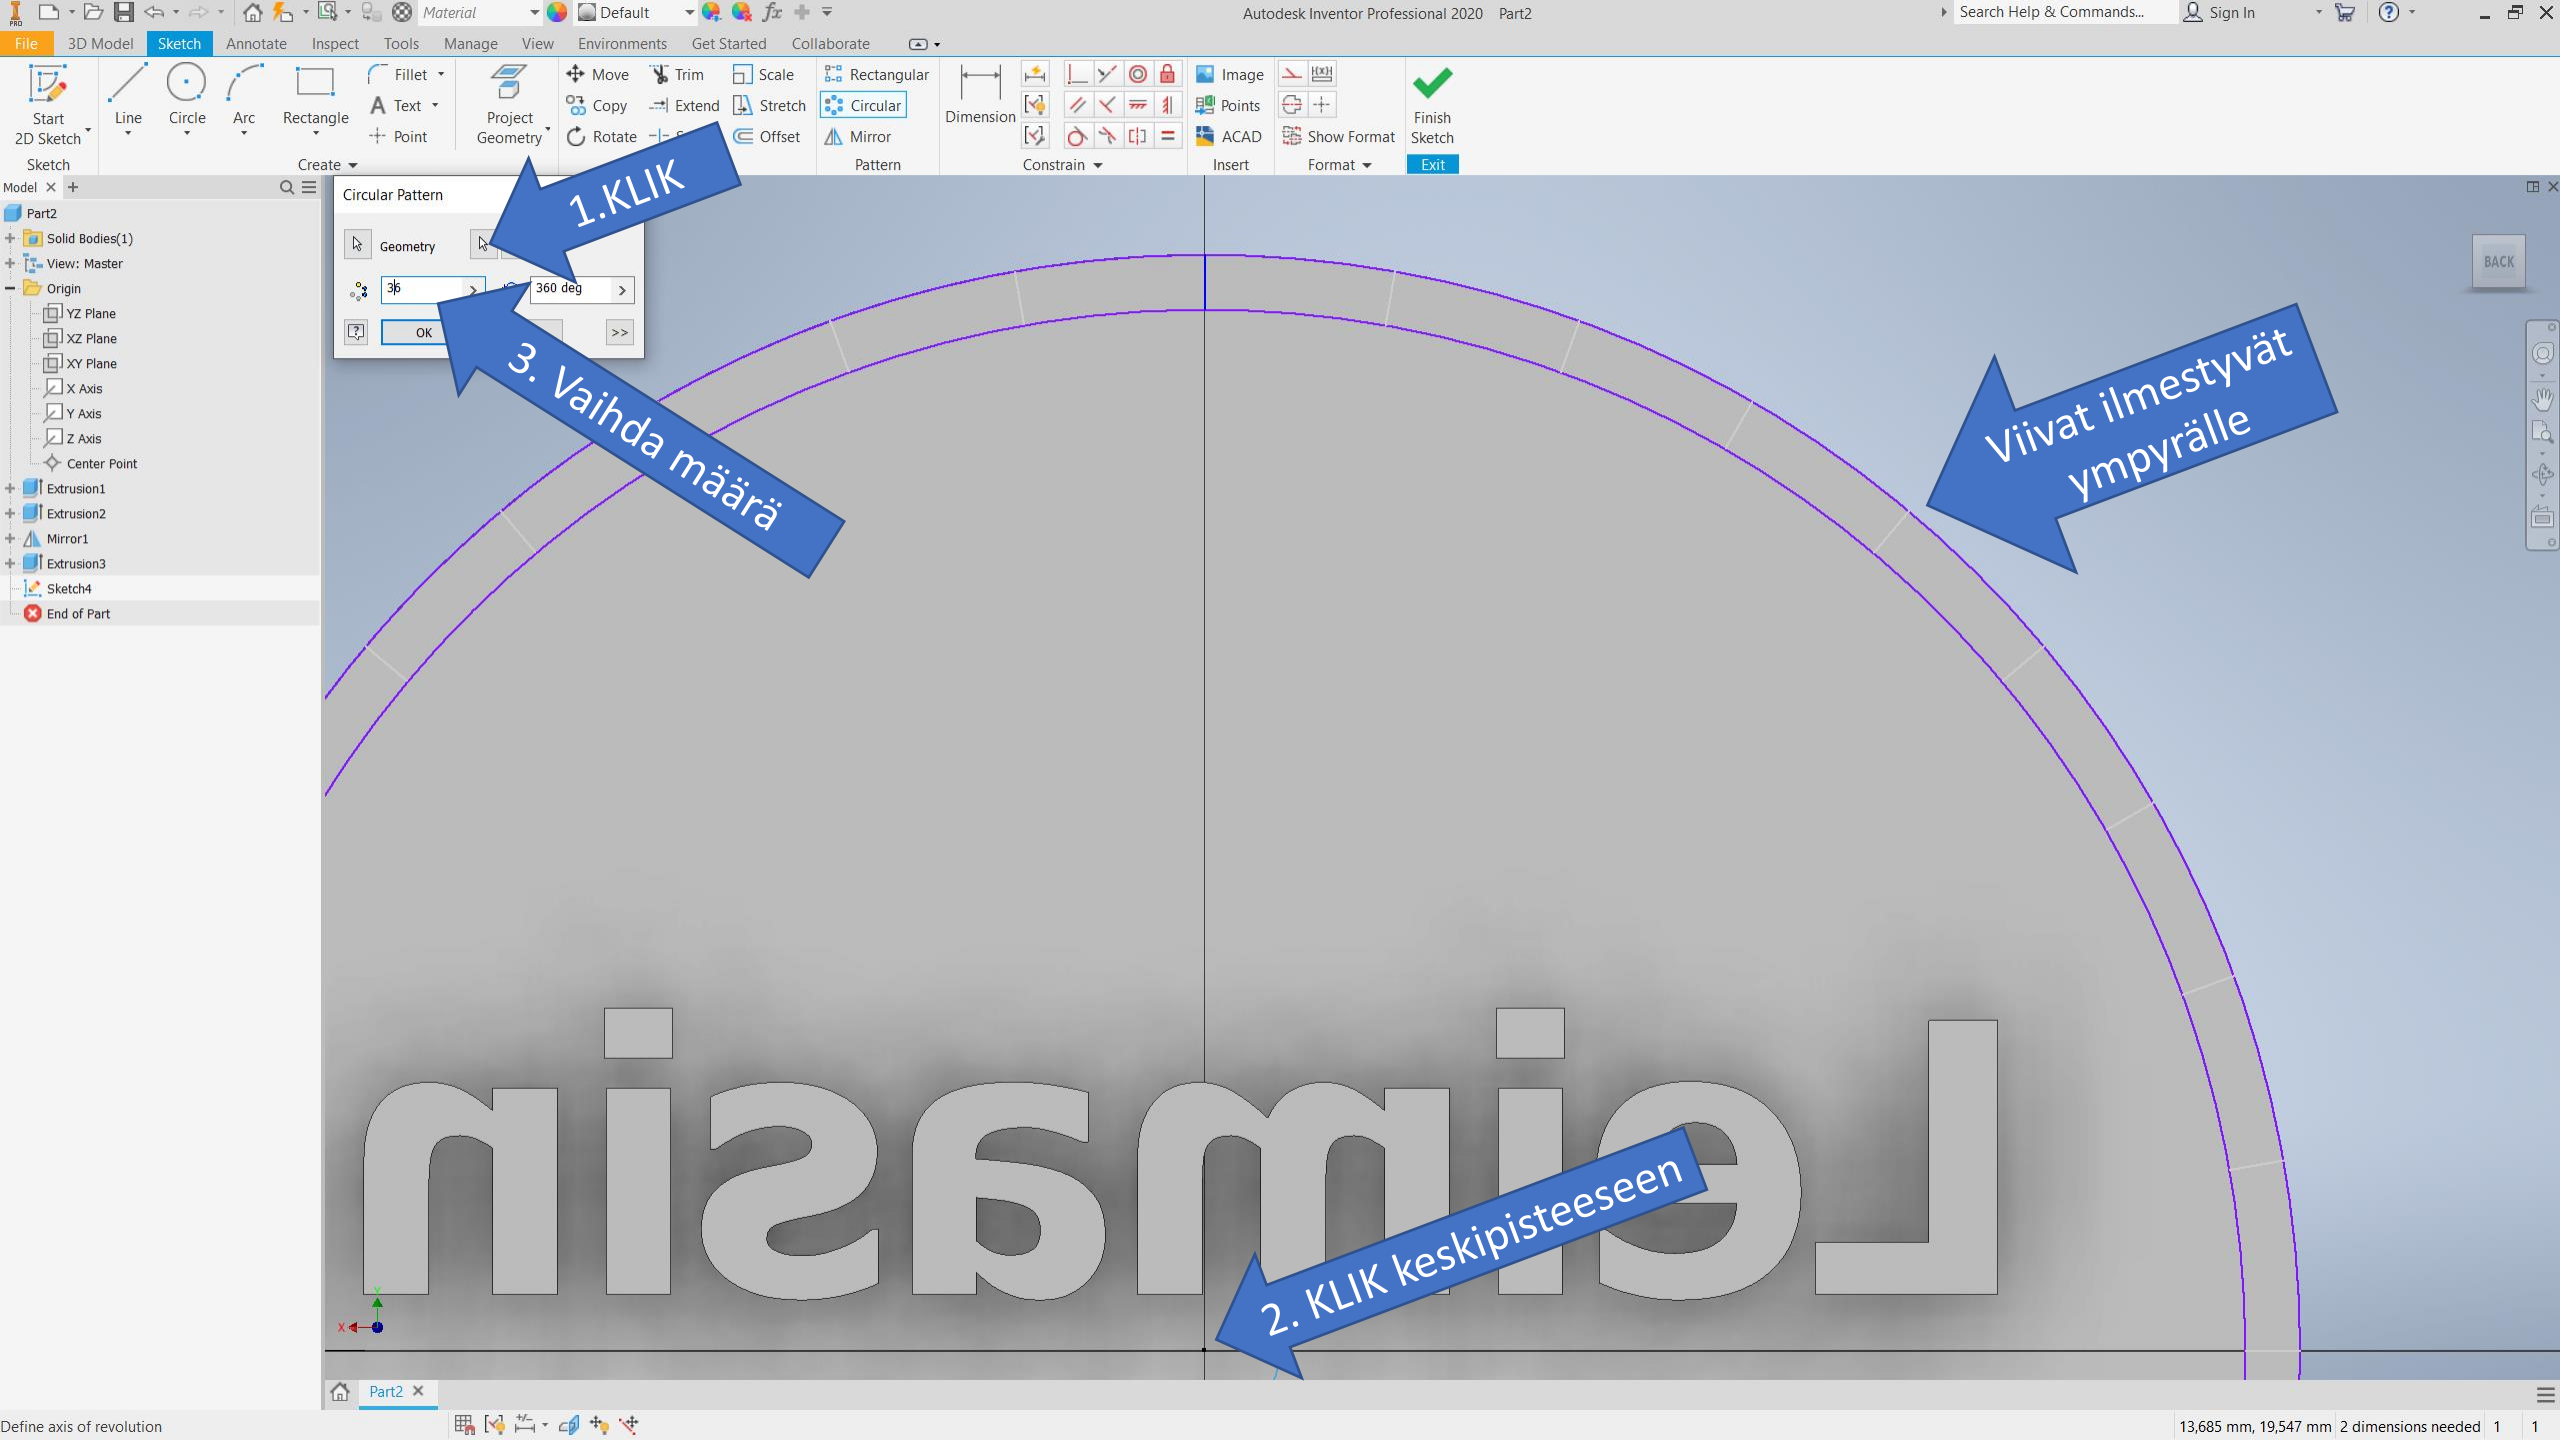 Material
Default
fx
Autodesk Inventor Professional 2020 Part2
Search Help & Commands...
Sign In
PRO
File
3D Model
Sketch
Annotate
Inspect
Tools
Manage
View
Environments
Get Started
Collaborate
Start
2D Sketch
Line
Circle
Arc
Rectangle
Fillet
Text
Point
Project
Geometry
Move
Copy
Rotate
Trim
Extend
Scale
Stretch
Offset
Rectangular
Circular
Mirror
Dimension
Image
Points
ACAD
Show Format
Finish
Sketch
Sketch
Create
Pattern
Constrain
Insert
Format
Exit
Model
Part2
Solid Bodies(1)
View: Master
Origin
YZ Plane
XZ Plane
XY Plane
X Axis
Y Axis
Z Axis
Center Point
Extrusion1
Extrusion2
Mirror1
Extrusion3
Sketch4
End of Part
Circular Pattern
Geometry
36
360 deg
OK
>>
1.KLIK
3. Vaihda määrä
Viivat ilmestyvät
ympyrälle
BACK
Leimasin
2. KLIK keskipisteeseen
Y
X
Part2
Define axis of revolution
13,685 mm, 19,547 mm
2 dimensions needed
1
1